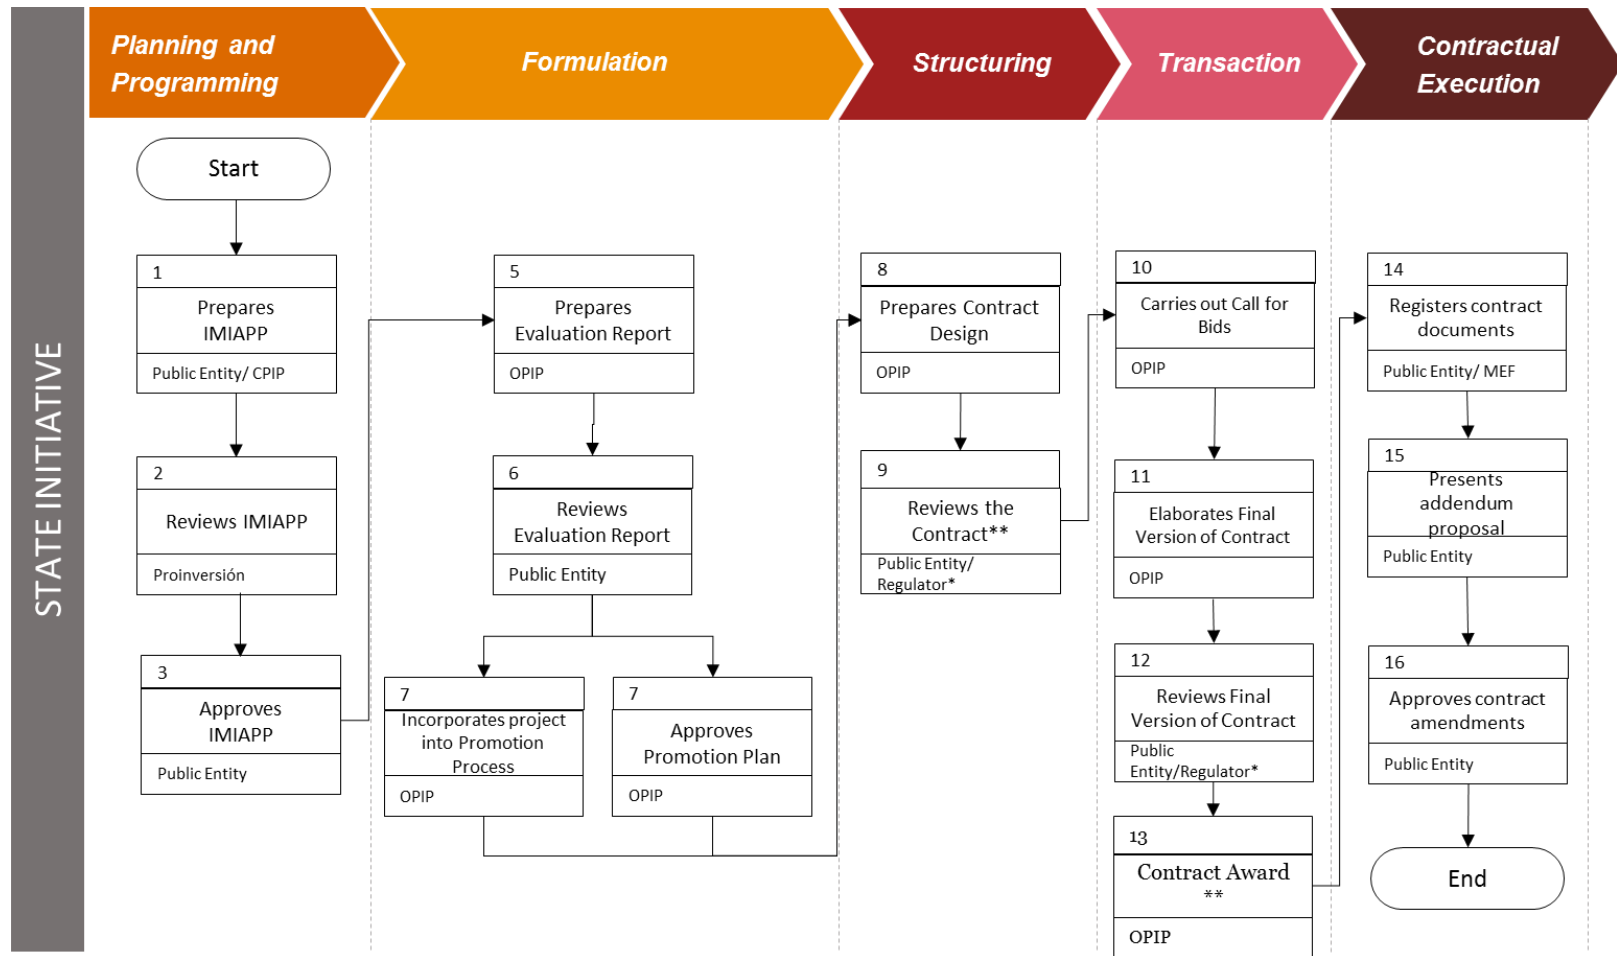 STATE INITIATIVE
Planning and
Programming
Formulation
Structuring
Transaction
Contractual
Execution
Start
1
Prepares
IMIAPP
Public Entity/ CPIP
2
Reviews IMIAPP
Proinversión
3
Approves
IMIAPP
Public Entity
5
Prepares
Evaluation Report
OPIP
6
Reviews
Evaluation Report
Public Entity
7
Incorporates project
into Promotion
Process
OPIP
7
Approves
Promotion Plan
OPIP
8
Prepares Contract
Design
OPIP
9
Reviews the
Contract**
Public Entity/
Regulator*
10
Carries out Call for
Bids
OPIP
11
Elaborates Final
Version of Contract
OPIP
12
Reviews Final
Version of Contract
Public
Entity/Regulator*
13
Contract Award
**
OPIP
14
Registers contract
documents
Public Entity/ MEF
15
Presents
addendum
proposal
Public Entity
16
Approves contract
amendments
Public Entity
End